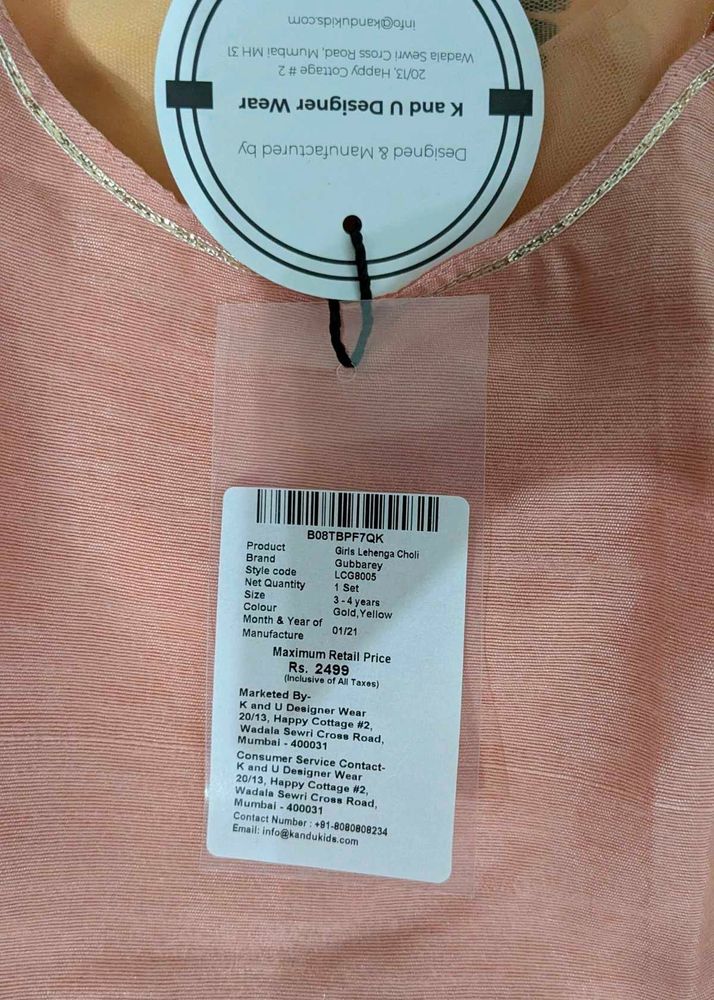 Designed & Manufactured by
K and U Designer Wear
20/13, Happy Cottage # 2
Wadala Sewri Cross Road, Mumbai MH 31
info@kandukids.com
B08TBPF7QK
Product Girls Lehenga Choli
Brand Gubbarey
Style code LCG8005
Net Quantity 1 Set
Size 3 - 4 years
Colour Gold,Yellow
Month & Year of
Manufacture 01/21
Maximum Retail Price
Rs. 2499
(Inclusive of All Taxes)
Marketed By-
K and U Designer Wear
20/13, Happy Cottage #2,
Wadala Sewri Cross Road,
Mumbai - 400031
Consumer Service Contact-
K and U Designer Wear
20/13, Happy Cottage #2,
Wadala Sewri Cross Road,
Mumbai - 400031
Contact Number : +91-8080808234
Email: info@kandukids.com